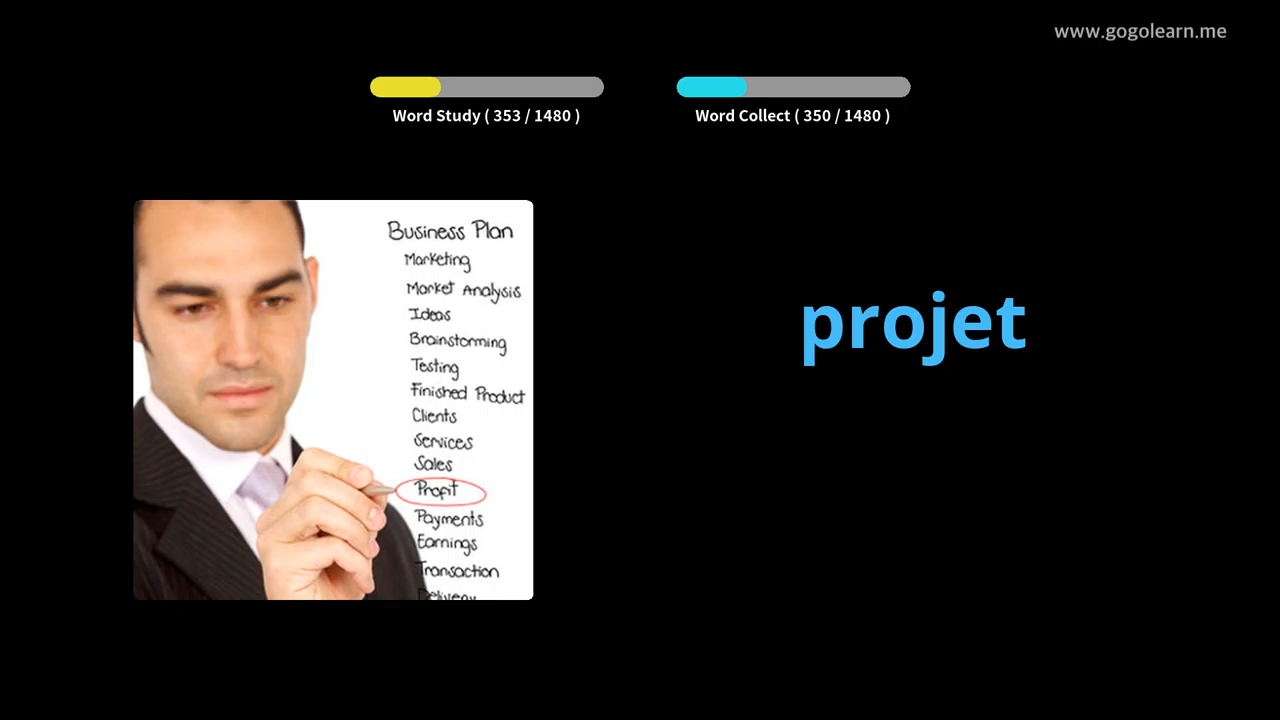 www.gogolearn.me
Word Study ( 353 / 1480 )
Word Collect ( 350 / 1480 )
Business Plan
Marketing
Market Analysis
Ideas
Brainstorming
Testing
Finished Product
Clients
Services
Sales
Profit
Payments
Earnings
Transaction
Delivery
projet